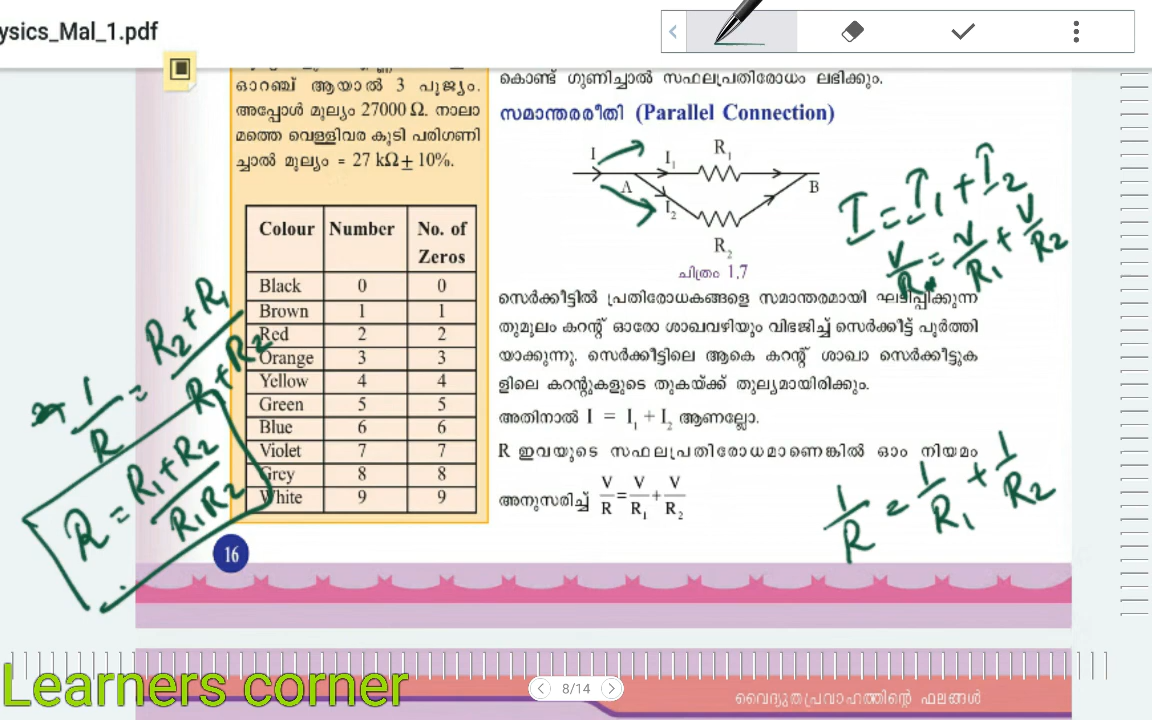 ysics_Mal_1.pdf
ഓറഞ്ച് ആയാൽ 3 പൂജ്യം.
അപ്പോൾ മൂല്യം 27000 Ω. നാലാ
മത്തെ വെള്ളിവര കൂടി പരിഗണി
ച്ചാൽ മൂല്യം = 27 kΩ ± 10%.
Colour Number No. of Zeros
Black 0 0
Brown 1 1
Red 2 2
Orange 3 3
Yellow 4 4
Green 5 5
Blue 6 6
Violet 7 7
Grey 8 8
White 9 9
1/R = R2+R1/R1+R2
R = R1+R2/R1R2
16
കൊണ്ട് ഗുണിച്ചാൽ സഫലപ്രതിരോധം ലഭിക്കും.
സമാന്തരരീതി (Parallel Connection)
I I₁ R₁
A B
I₂ R₂
ചിത്രം 1.7
I = I1 + I2
V/R = V/R1 + V/R2
സെർക്കീട്ടിൽ പ്രതിരോധകങ്ങളെ സമാന്തരമായി ഘടിപ്പിക്കുന്ന
തുമൂലം കറന്റ് ഓരോ ശാഖവഴിയും വിഭജിച്ച് സെർക്കീട്ട് പൂർത്തി
യാക്കുന്നു. സെർക്കീട്ടിലെ ആകെ കറന്റ് ശാഖാ സെർക്കീട്ടുക
ളിലെ കറന്റുകളുടെ തുകയ്ക്ക് തുല്യമായിരിക്കും.
അതിനാൽ I = I₁ + I₂ ആണല്ലോ.
R ഇവയുടെ സഫലപ്രതിരോധമാണെങ്കിൽ ഓം നിയമം
അനുസരിച്ച് V/R = V/R₁ + V/R₂
1/R = 1/R1 + 1/R2
Learners corner
8/14
വൈദ്യുതപ്രവാഹത്തിന്റെ ഫലങ്ങൾ